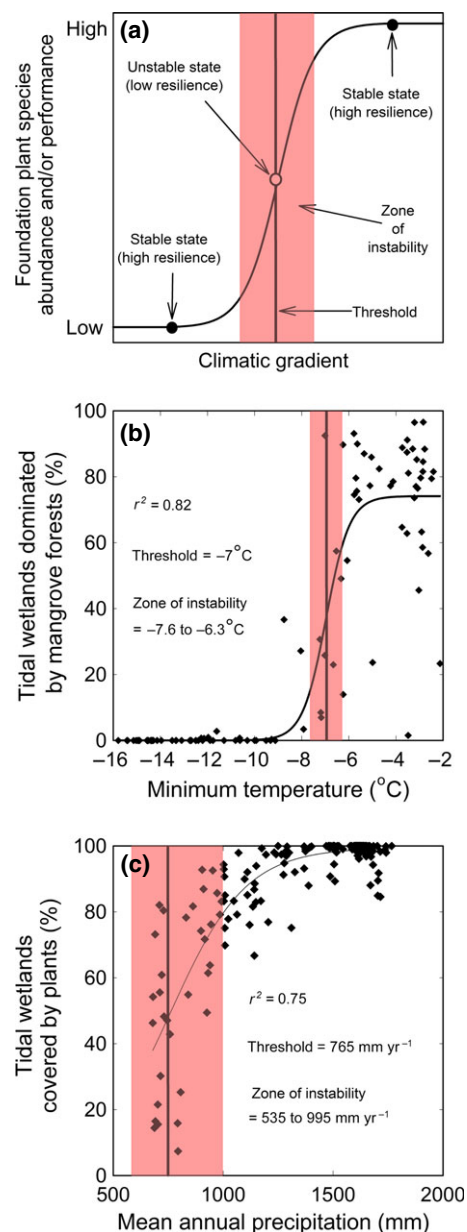 (a)
High
Unstable state
(low resilience)
Stable state
(high resilience)
Stable state
(high resilience)
Zone
of
instability
Threshold
Low
Foundation plant species
abundance and/or performance
Climatic gradient
(b)
100
80
60
40
20
0
r² = 0.82
Threshold = –7°C
Zone of instability
= –7.6 to –6.3°C
Tidal wetlands dominated
by mangrove forests (%)
–16 –14 –12 –10 –8 –6 –4 –2
Minimum temperature (°C)
(c)
100
80
60
40
20
0
r² = 0.75
Threshold = 765 mm yr⁻¹
Zone of instability
= 535 to 995 mm yr⁻¹
Tidal wetlands
covered by plants (%)
500 1000 1500 2000
Mean annual precipitation (mm)